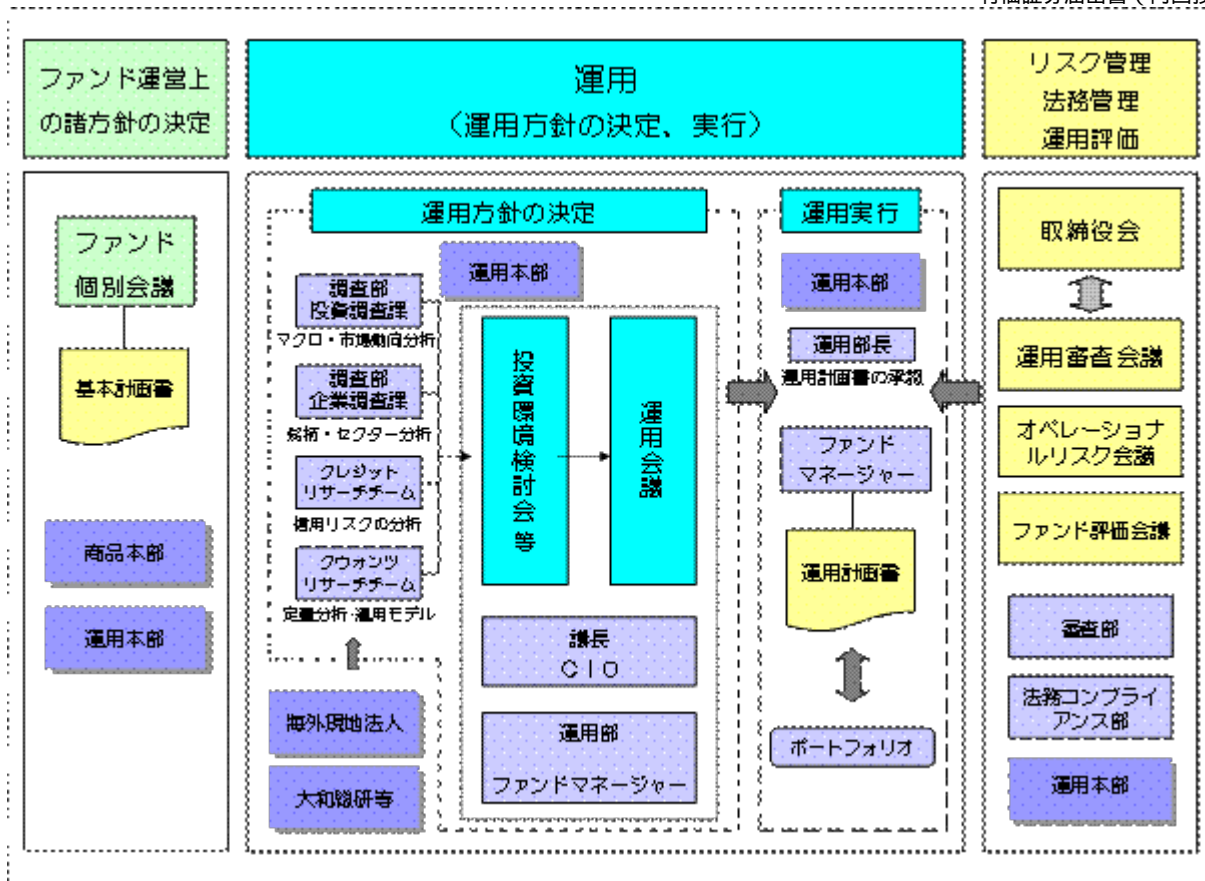 ファンド運営上
の諸方針の決定
ファンド
個別会議
基本計画書
商品本部
運用本部
運用
（運用方針の決定、実行）
運用方針の決定
運用本部
調査部
投資調査課
マクロ・市場動向分析
調査部
企業調査課
銘柄・セクター分析
クレジット
リサーチチーム
信用リスクの分析
クウォンツ
リサーチチーム
定量分析・運用モデル
海外現地法人
大和総研等
投資環境検討会等
運用会議
議長
ＣＩＯ
運用部
ファンドマネージャー
運用実行
運用本部
運用部長
運用計画書の承認
ファンド
マネージャー
運用計画書
ポートフォリオ
リスク管理
法務管理
運用評価
取締役会
運用審査会議
オペレーショナ
ルリスク会議
ファンド評価会議
審査部
法務コンプライ
アンス部
運用本部